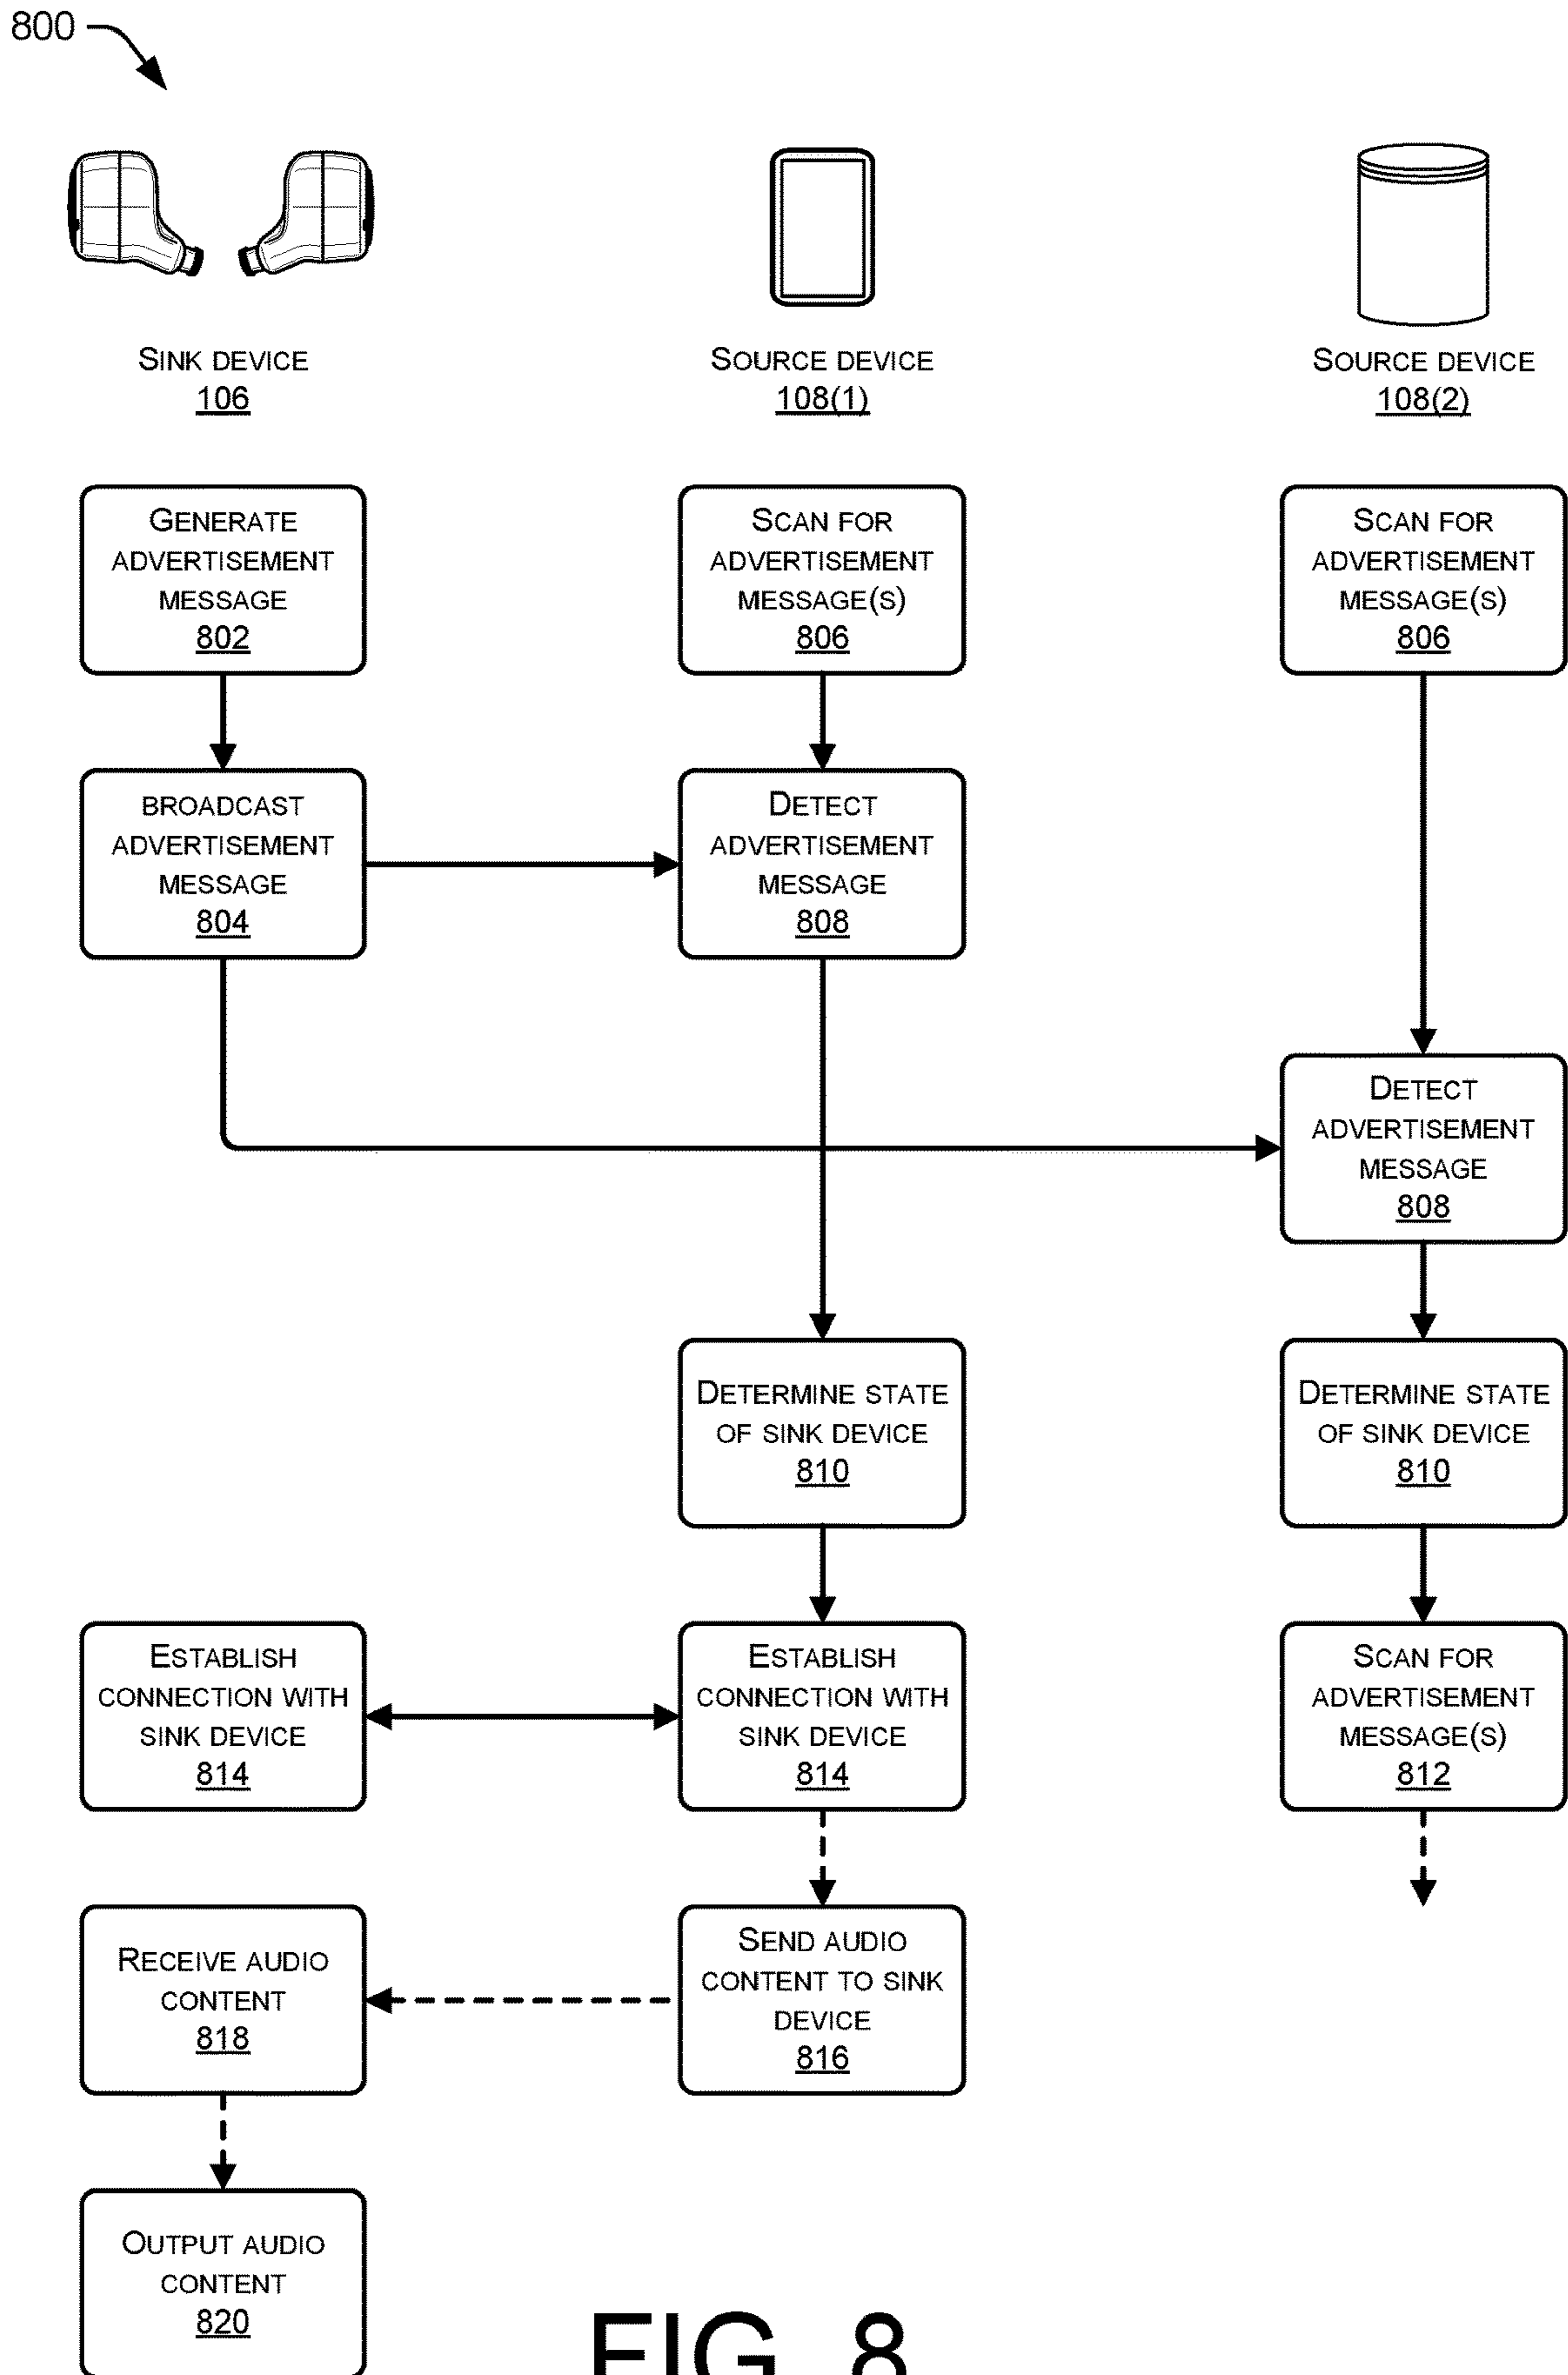 800
SINK DEVICE
106
SOURCE DEVICE
108(1)
SOURCE DEVICE
108(2)
GENERATE
ADVERTISEMENT
MESSAGE
802
SCAN FOR
ADVERTISEMENT
MESSAGE(S)
806
SCAN FOR
ADVERTISEMENT
MESSAGE(S)
806
BROADCAST
ADVERTISEMENT
MESSAGE
804
DETECT
ADVERTISEMENT
MESSAGE
808
DETECT
ADVERTISEMENT
MESSAGE
808
DETERMINE STATE
OF SINK DEVICE
810
DETERMINE STATE
OF SINK DEVICE
810
ESTABLISH
CONNECTION WITH
SINK DEVICE
814
ESTABLISH
CONNECTION WITH
SINK DEVICE
814
SCAN FOR
ADVERTISEMENT
MESSAGE(S)
812
RECEIVE AUDIO
CONTENT
818
SEND AUDIO
CONTENT TO SINK
DEVICE
816
OUTPUT AUDIO
CONTENT
820
FIG. 8